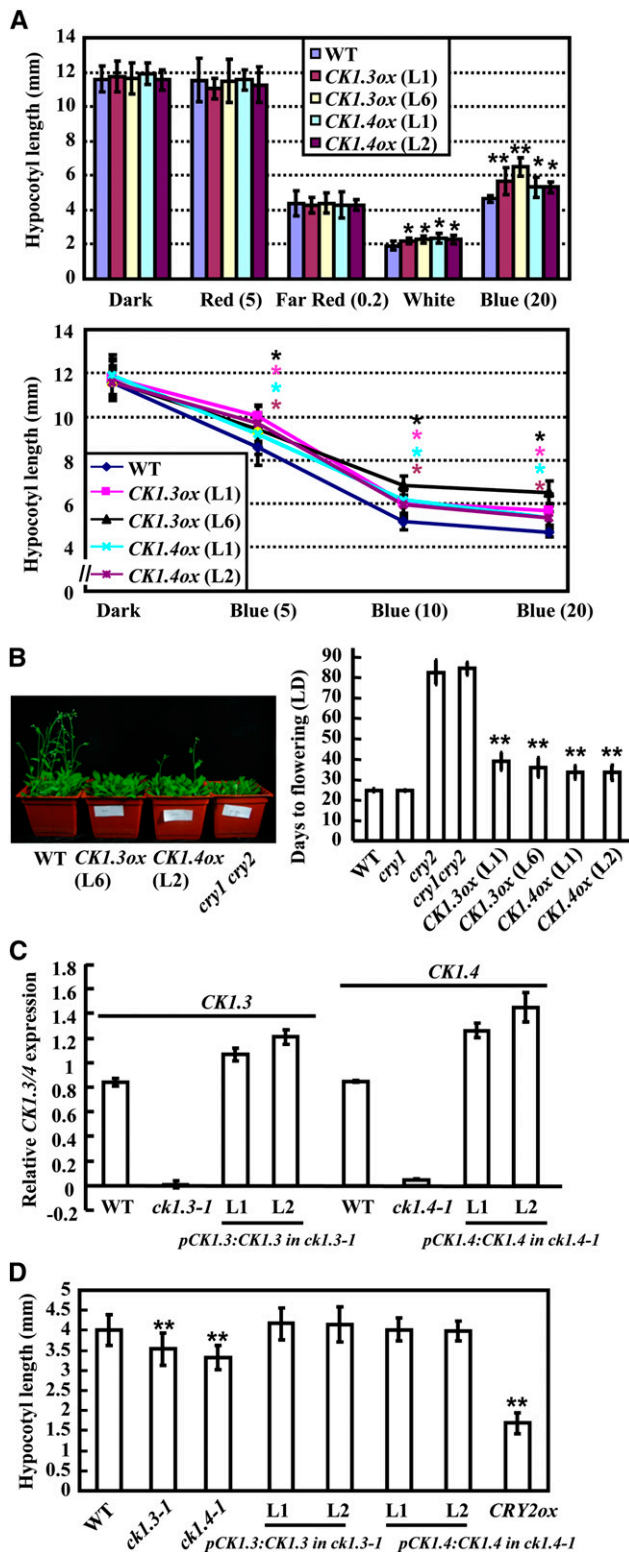 A
Hypocotyl length (mm)
14
12
10
8
6
4
2
0
WT
CK1.3ox (L1)
CK1.3ox (L6)
CK1.4ox (L1)
CK1.4ox (L2)
** ** * *
* * * *
Dark Red (5) Far Red (0.2) White Blue (20)
Hypocotyl length (mm)
14
12
10
8
6
4
0
//
* * *
* * *
* * *
* * *
WT
CK1.3ox (L1)
CK1.3ox (L6)
CK1.4ox (L1)
CK1.4ox (L2)
Dark Blue (5) Blue (10) Blue (20)
B
WT CK1.3ox CK1.4ox cry1 cry2
(L6) (L2)
Days to flowering (LD)
90
80
70
60
50
40
30
20
10
0
** ** ** **
WT cry1 cry2 cry1cry2 CK1.3ox (L1) CK1.3ox (L6) CK1.4ox (L1) CK1.4ox (L2)
C
Relative CK1.3/4 expression
1.8
1.6
1.4
1.2
0.8
0.6
0.4
0.2
0
-0.2
CK1.3 CK1.4
WT ck1.3-1 L1 L2 WT ck1.4-1 L1 L2
pCK1.3:CK1.3 in ck1.3-1 pCK1.4:CK1.4 in ck1.4-1
D
Hypocotyl length (mm)
5
4.5
3.5
2.5
1.5
0
** ** **
WT ck1.3-1 ck1.4-1 L1 L2 L1 L2 CRY2ox
pCK1.3:CK1.3 in ck1.3-1 pCK1.4:CK1.4 in ck1.4-1